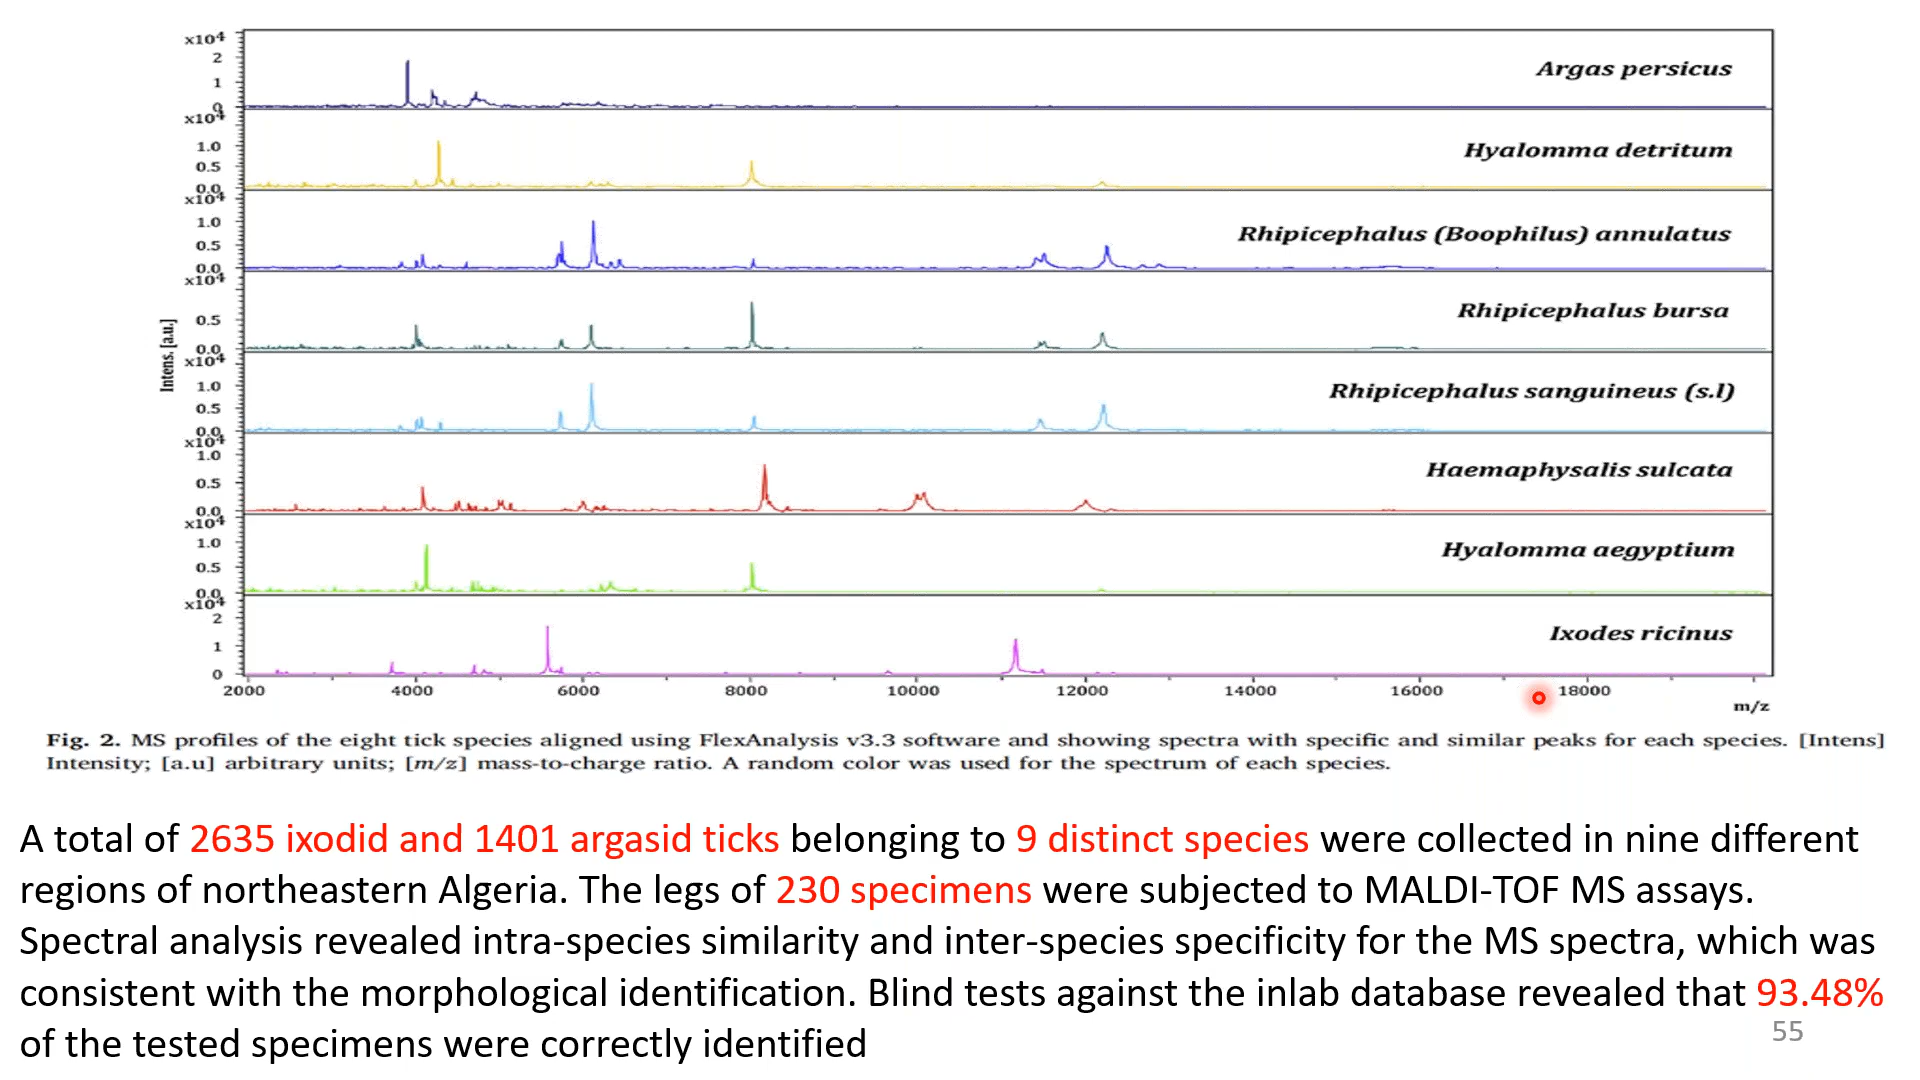 x10⁴
2
1
0
Argas persicus
x10⁴
1.0
0.5
0.0
Hyalomma detritum
x10⁴
1.0
0.5
0.0
Rhipicephalus (Boophilus) annulatus
x10⁴
0.5
0.0
Rhipicephalus bursa
x10⁴
1.0
0.5
0.0
Rhipicephalus sanguineus (s.l)
x10⁴
1.0
0.5
0.0
Haemaphysalis sulcata
x10⁴
1.0
0.5
0.0
Hyalomma aegyptium
x10⁴
2
1
0
Ixodes ricinus
Intens. [a.u.]
2000 4000 6000 8000 10000 12000 14000 16000 18000
m/z
Fig. 2. MS profiles of the eight tick species aligned using FlexAnalysis v3.3 software and showing spectra with specific and similar peaks for each species. [Intens]
Intensity; [a.u] arbitrary units; [m/z] mass-to-charge ratio. A random color was used for the spectrum of each species.
A total of 2635 ixodid and 1401 argasid ticks belonging to 9 distinct species were collected in nine different
regions of northeastern Algeria. The legs of 230 specimens were subjected to MALDI-TOF MS assays.
Spectral analysis revealed intra-species similarity and inter-species specificity for the MS spectra, which was
consistent with the morphological identification. Blind tests against the inlab database revealed that 93.48%
of the tested specimens were correctly identified
55